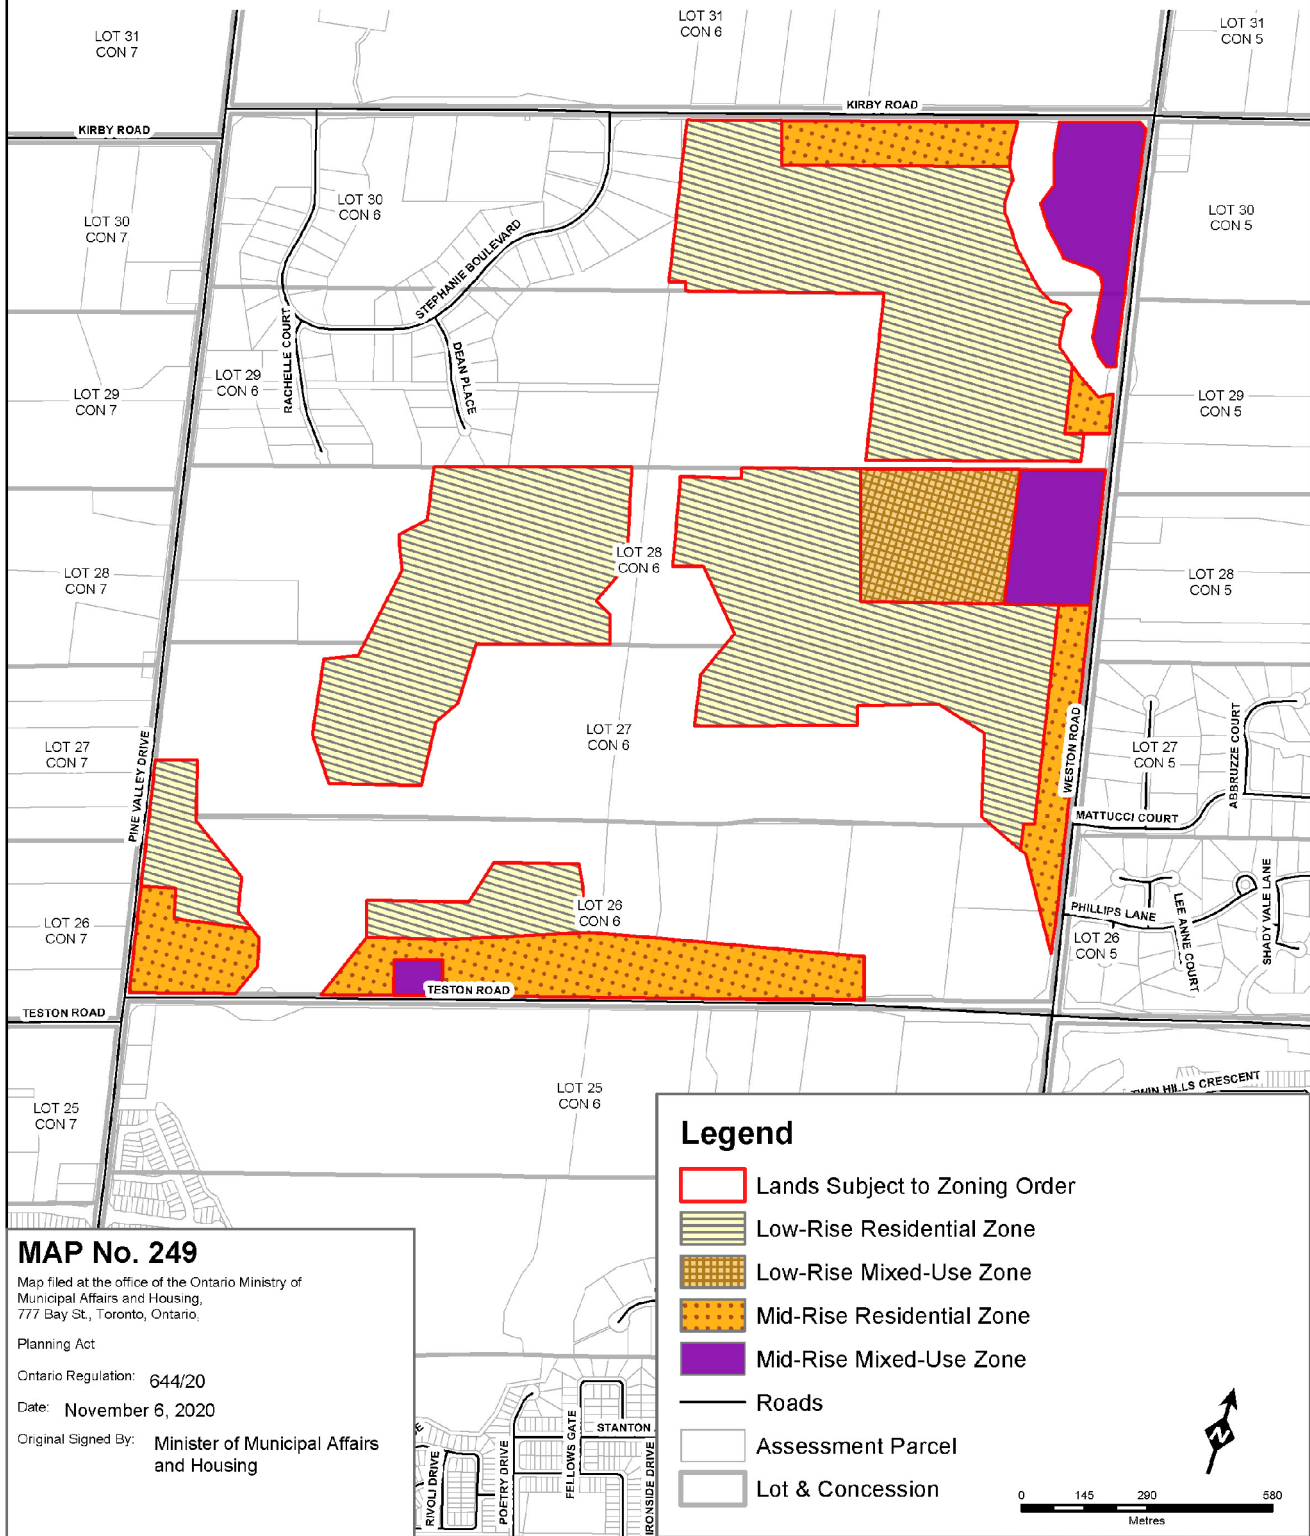 LOT 31
CON 7
LOT 31
CON 6
LOT 31
CON 5
KIRBY ROAD
KIRBY ROAD
LOT 30
CON 7
LOT 30
CON 6
LOT 30
CON 5
STEPHANIE BOULEVARD
RACHELLE COURT
DEAN PLACE
LOT 29
CON 7
LOT 29
CON 6
LOT 29
CON 5
LOT 28
CON 7
LOT 28
CON 6
LOT 28
CON 5
PINE VALLEY DRIVE
LOT 27
CON 7
LOT 27
CON 6
WESTON ROAD
LOT 27
CON 5
ABBRUZZE COURT
MATTUCCI COURT
LOT 26
CON 7
LOT 26
CON 6
PHILLIPS LANE
LEE ANNE COURT
SHADY VALE LANE
LOT 26
CON 5
TESTON ROAD
TESTON ROAD
LOT 25
CON 7
LOT 25
CON 6
TWIN HILLS CRESCENT
Legend
Lands Subject to Zoning Order
Low-Rise Residential Zone
Low-Rise Mixed-Use Zone
Mid-Rise Residential Zone
Mid-Rise Mixed-Use Zone
Roads
Assessment Parcel
Lot & Concession
N
0 145 290 580
Metres
MAP No. 249
Map filed at the office of the Ontario Ministry of
Municipal Affairs and Housing,
777 Bay St., Toronto, Ontario,
Planning Act
Ontario Regulation: 644/20
Date: November 6, 2020
Original Signed By: Minister of Municipal Affairs
and Housing
RIVOLI DRIVE
POETRY DRIVE
FELLOWS GATE
STANTON
IRONSIDE DRIVE